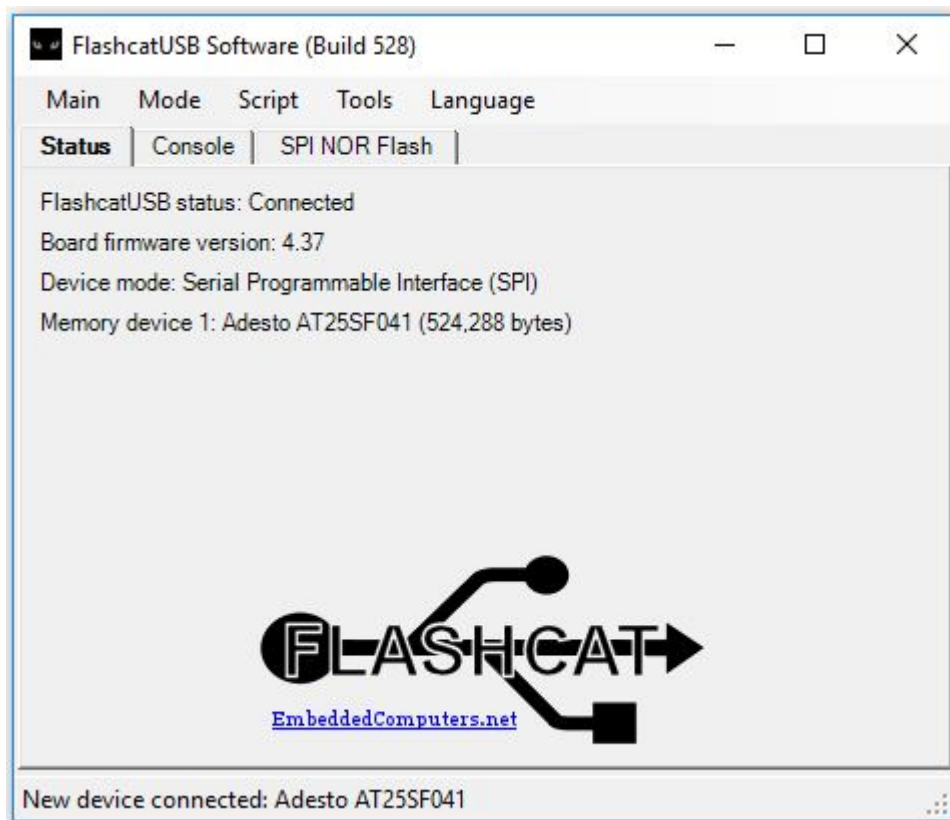 FlashcatUSB Software (Build 528)
Main Mode Script Tools Language
Status Console SPI NOR Flash
FlashcatUSB status: Connected
Board firmware version: 4.37
Device mode: Serial Programmable Interface (SPI)
Memory device 1: Adesto AT25SF041 (524,288 bytes)
FLASHCAT
EmbeddedComputers.net
New device connected: Adesto AT25SF041